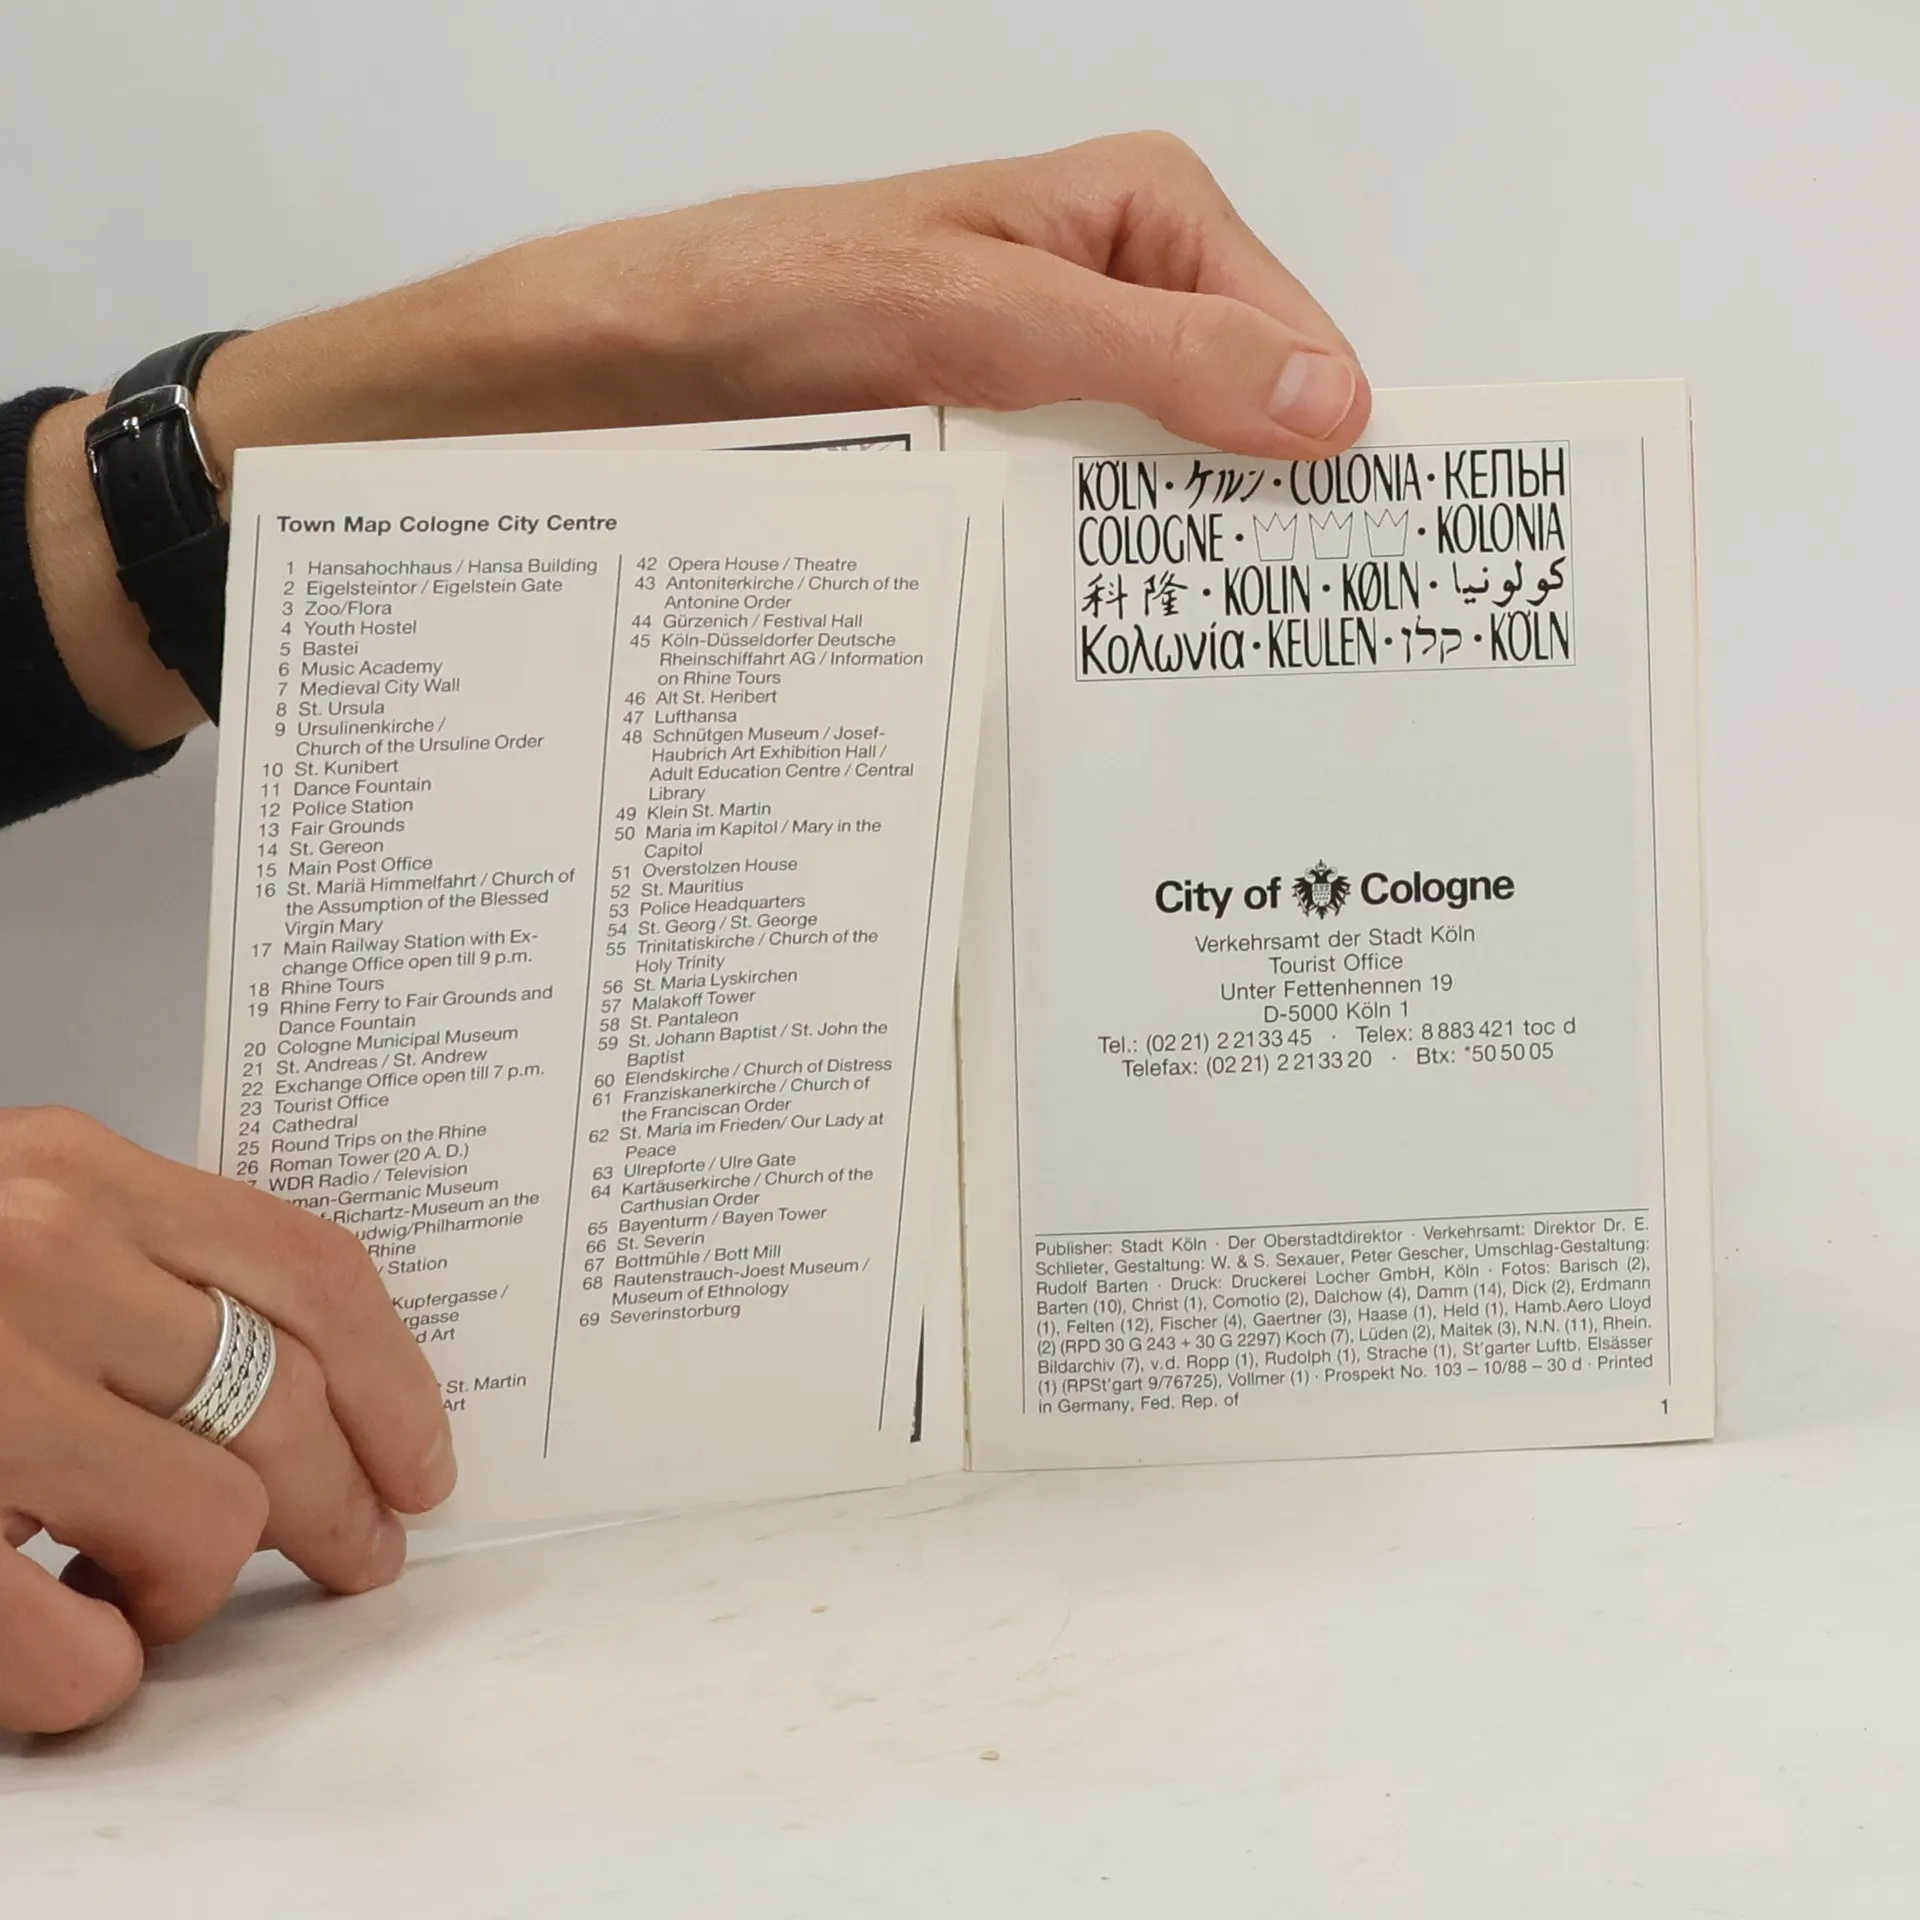 Town Map Cologne City Centre
1 Hansahochhaus / Hansa Building
2 Eigelsteintor / Eigelstein Gate
3 Zoo/Flora
4 Youth Hostel
5 Bastei
6 Music Academy
7 Medieval City Wall
8 St. Ursula
9 Ursulinenkirche /
Church of the Ursuline Order
10 St. Kunibert
11 Dance Fountain
12 Police Station
13 Fair Grounds
14 St. Gereon
15 Main Post Office
16 St. Mariä Himmelfahrt / Church of
the Assumption of the Blessed
Virgin Mary
17 Main Railway Station with Ex-
change Office open till 9 p.m.
18 Rhine Tours
19 Rhine Ferry to Fair Grounds and
Dance Fountain
20 Cologne Municipal Museum
21 St. Andreas / St. Andrew
22 Exchange Office open till 7 p.m.
23 Tourist Office
24 Cathedral
25 Round Trips on the Rhine
26 Roman Tower (20 A. D.)
WDR Radio / Television
man-Germanic Museum
-Richartz-Museum an the
udwig/Philharmonie
Rhine
Station
Kupfergasse /
rgasse
d Art
St. Martin
Art
42 Opera House / Theatre
43 Antoniterkirche / Church of the
Antonine Order
44 Gürzenich / Festival Hall
45 Köln-Düsseldorfer Deutsche
Rheinschiffahrt AG / Information
on Rhine Tours
46 Alt St. Heribert
47 Lufthansa
48 Schnütgen Museum / Josef-
Haubrich Art Exhibition Hall /
Adult Education Centre / Central
Library
49 Klein St. Martin
50 Maria im Kapitol / Mary in the
Capitol
51 Overstolzen House
52 St. Mauritius
53 Police Headquarters
54 St. Georg / St. George
55 Trinitatiskirche / Church of the
Holy Trinity
56 St. Maria Lyskirchen
57 Malakoff Tower
58 St. Pantaleon
59 St. Johann Baptist / St. John the
Baptist
60 Elendskirche / Church of Distress
61 Franziskanerkirche / Church of
the Franciscan Order
62 St. Maria im Frieden/ Our Lady at
Peace
63 Ulrepforte / Ulre Gate
64 Kartäuserkirche / Church of the
Carthusian Order
65 Bayenturm / Bayen Tower
66 St. Severin
67 Bottmühle / Bott Mill
68 Rautenstrauch-Joest Museum /
Museum of Ethnology
69 Severinstorburg
KÖLN · ケルン · COLONIA · КЕЛЬН
COLOGNE · · KOLONIA
科隆 · KOLIN · KØLN · كولونيا
Κολωνία · KEULEN · קלן · KÖLN
City of Cologne
Verkehrsamt der Stadt Köln
Tourist Office
Unter Fettenhennen 19
D-5000 Köln 1
Tel.: (02 21) 2 21 33 45 · Telex: 8 883 421 toc d
Telefax: (02 21) 2 21 33 20 · Btx: *50 50 05
Publisher: Stadt Köln · Der Oberstadtdirektor · Verkehrsamt: Direktor Dr. E.
Schlieter, Gestaltung: W. & S. Sexauer, Peter Gescher, Umschlag-Gestaltung:
Rudolf Barten · Druck: Druckerei Locher GmbH, Köln · Fotos: Barisch (2),
Barten (10), Christ (1), Comotio (2), Dalchow (4), Damm (14), Dick (2), Erdmann
(1), Felten (12), Fischer (4), Gaertner (3), Haase (1), Held (1), Hamb.Aero Lloyd
(2) (RPD 30 G 243 + 30 G 2297) Koch (7), Lüden (2), Maitek (3), N.N. (11), Rhein.
Bildarchiv (7), v.d. Ropp (1), Rudolph (1), Strache (1), St'garter Luftb. Elsässer
(1) (RPSt'gart 9/76725), Vollmer (1) · Prospekt No. 103 – 10/88 – 30 d · Printed
in Germany, Fed. Rep. of
1